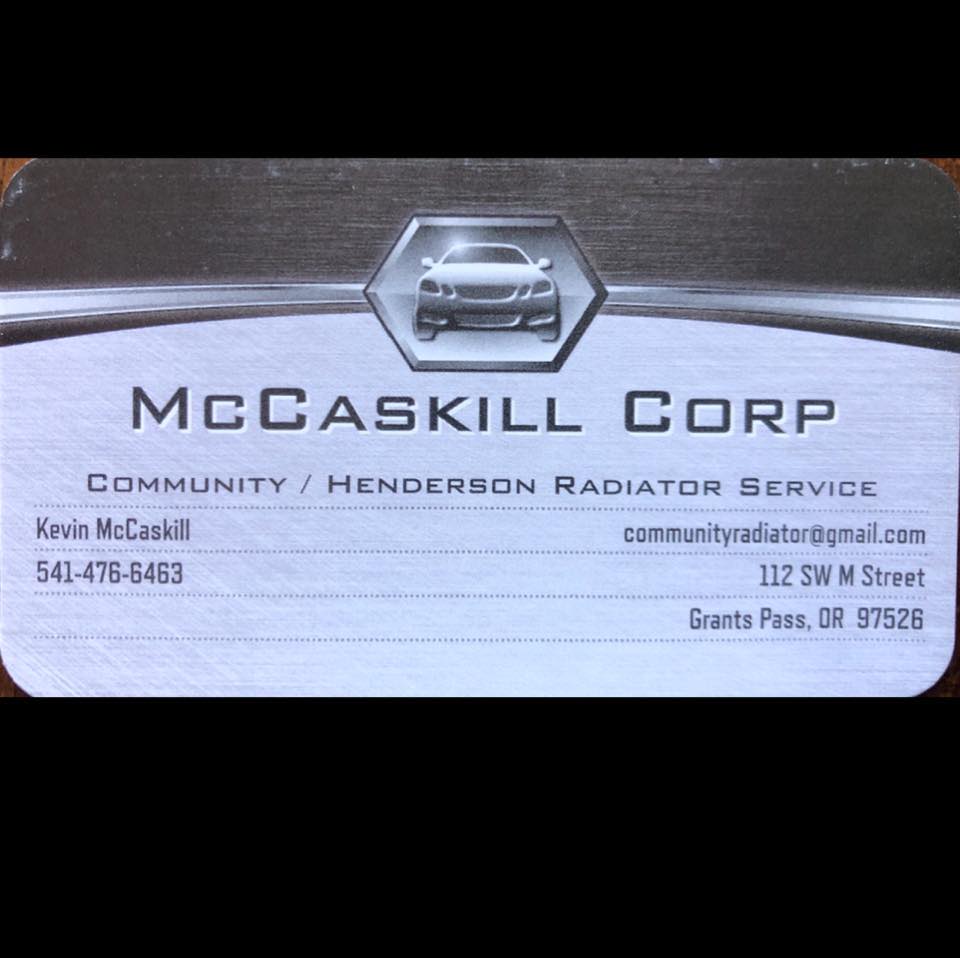 McCaskill Corp
Community / Henderson Radiator Service
Kevin McCaskill
communityradiator@gmail.com
541-476-6463
112 SW M Street
Grants Pass, OR 97526